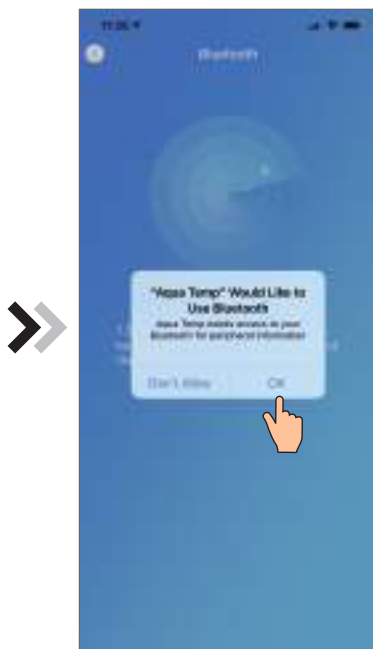 Bluetooth
"Aqua Temp" Would Like to
Use Bluetooth
Aqua Temp needs access to your
Bluetooth for peripheral information
Don't Allow OK